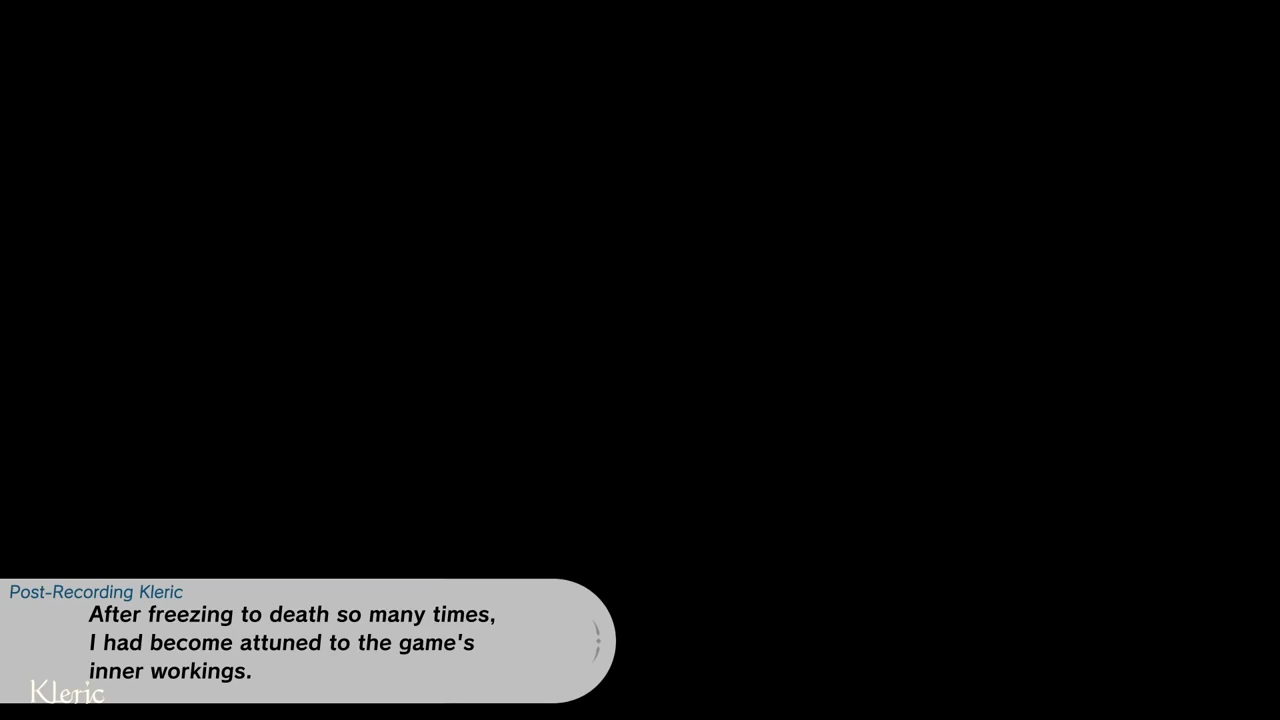 Post-Recording Kleric
After freezing to death so many times,
I had become attuned to the game's
inner workings.
Kleric